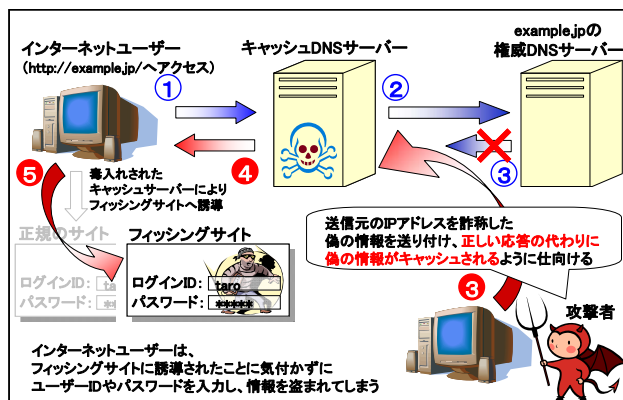 インターネットユーザー
(http://example.jp/へアクセス)
キャッシュDNSサーバー
example.jpの
権威DNSサーバー
①
②
③
④
⑤
毒入れされた
キャッシュサーバーにより
フィッシングサイトへ誘導
送信元のIPアドレスを詐称した
偽の情報を送り付け、正しい応答の代わりに
偽の情報がキャッシュされるように仕向ける
正規のサイト
ログインID: ta
パスワード: **
フィッシングサイト
ログインID: taro
パスワード: *****
③
攻撃者
インターネットユーザーは、
フィッシングサイトに誘導されたことに気付かずに
ユーザーIDやパスワードを入力し、情報を盗まれてしまう